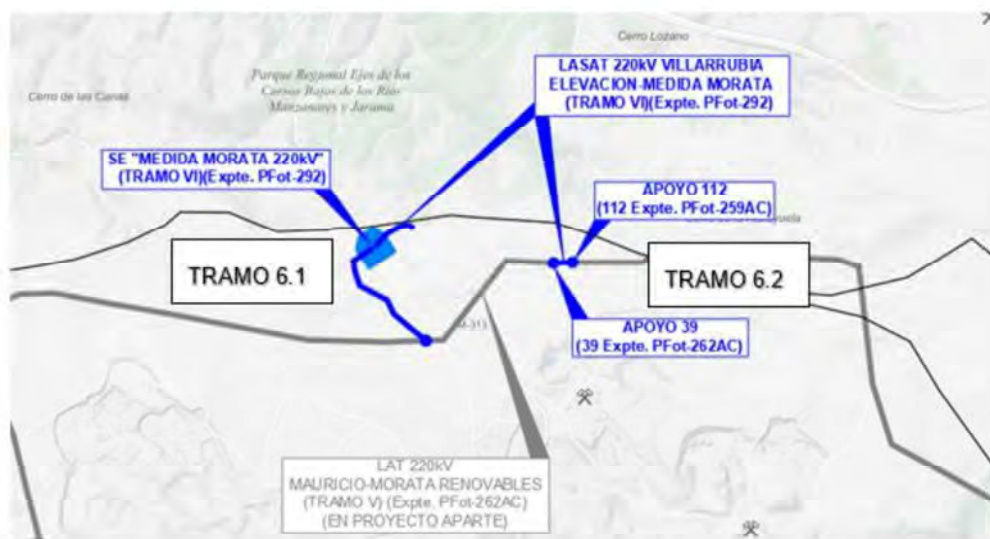 Cerro Lozano
Parque Regional Ejes de los
Cursos Bajos de los Ríos
Manzanares y Jarama
Cerro de las Canas
LASAT 220kV VILLARRUBIA
ELEVACION-MEDIDA MORATA
(TRAMO VI)(Expte. PFot-292)
SE "MEDIDA MORATA 220kV"
(TRAMO VI)(Expte. PFot-292)
APOYO 112
(112 Expte. PFot-259AC)
TRAMO 6.1
TRAMO 6.2
M-313
APOYO 39
(39 Expte. PFot-262AC)
LAT 220kV
MAURICIO-MORATA RENOVABLES
(TRAMO V) (Expte. PFot-262AC)
(EN PROYECTO APARTE)